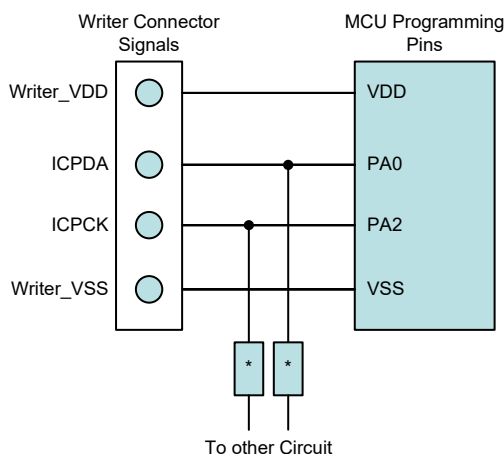 Writer Connector
Signals
MCU Programming
Pins
Writer_VDD
VDD
ICPDA
PA0
ICPCK
PA2
Writer_VSS
VSS
*
*
To other Circuit